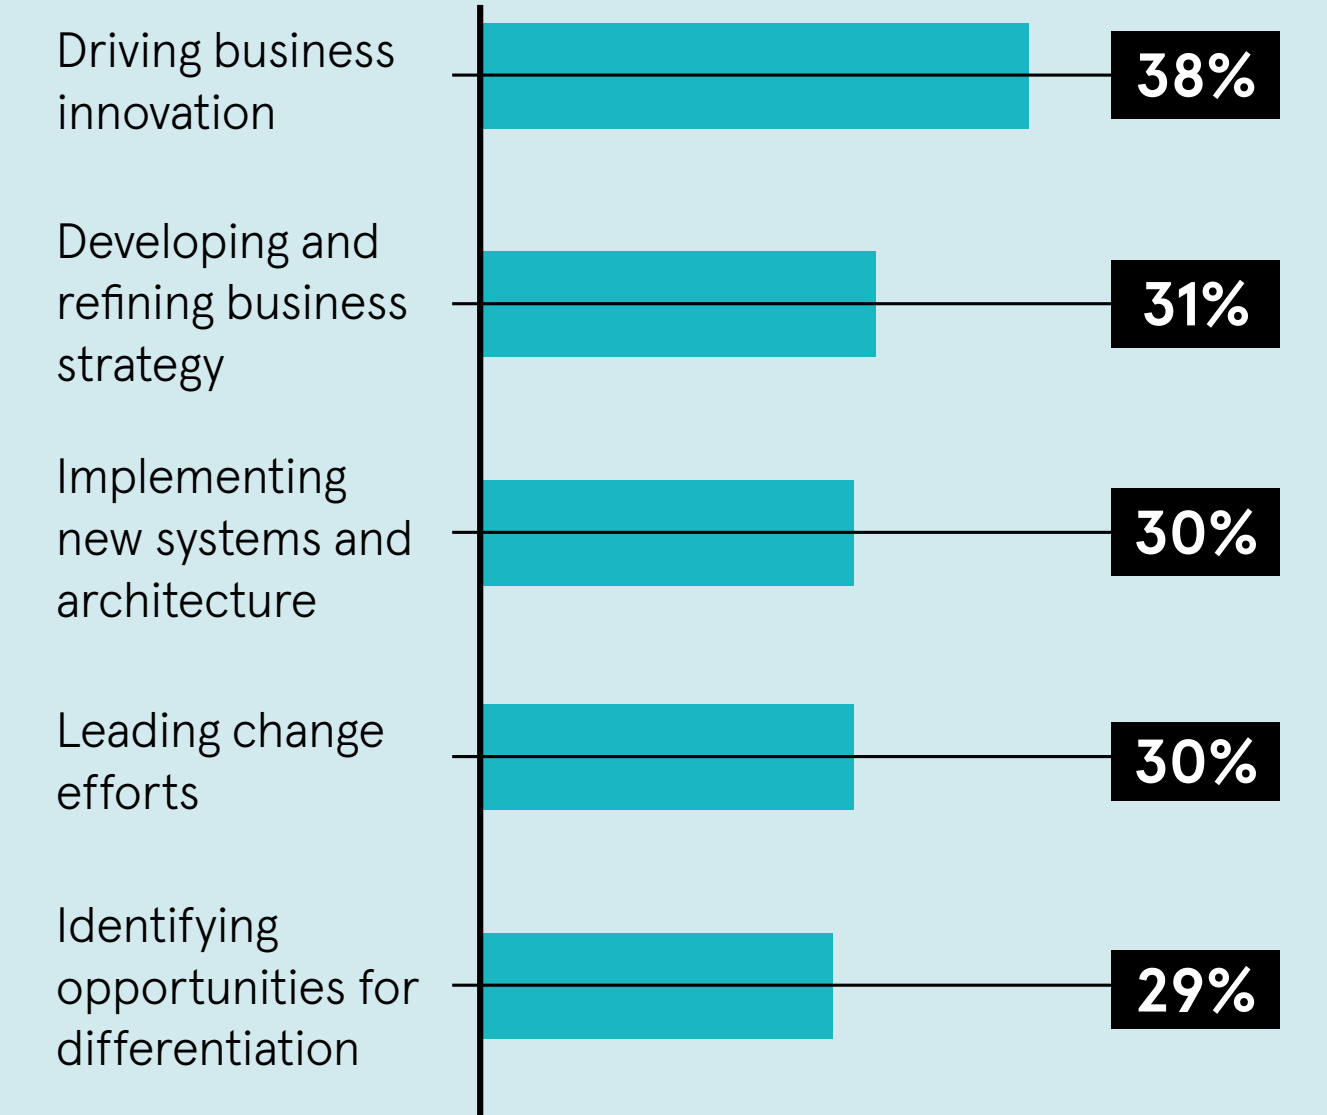 Driving business
innovation
38%
Developing and
refining business
strategy
31%
Implementing
new systems and
architecture
30%
Leading change
efforts
30%
Identifying
opportunities for
differentiation
29%